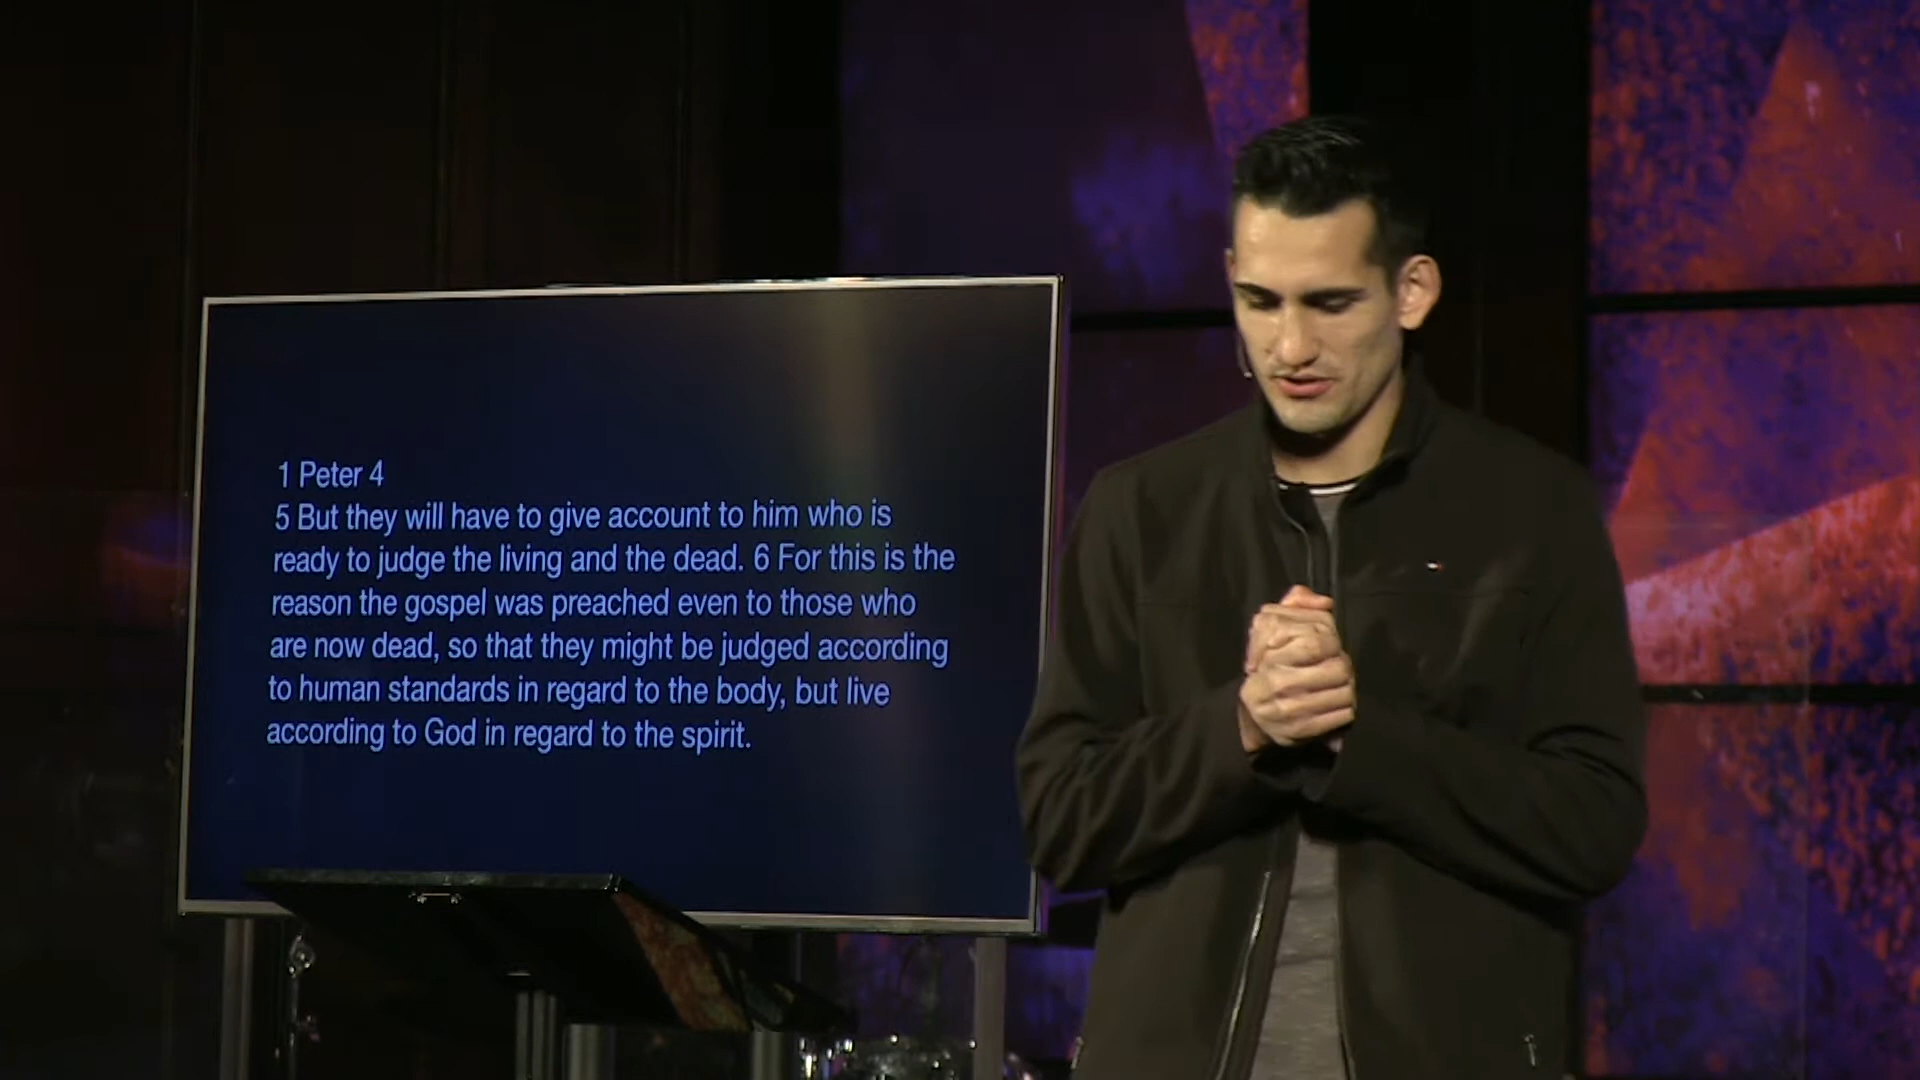 1 Peter 4
5 But they will have to give account to him who is
ready to judge the living and the dead. 6 For this is the
reason the gospel was preached even to those who
are now dead, so that they might be judged according
to human standards in regard to the body, but live
according to God in regard to the spirit.